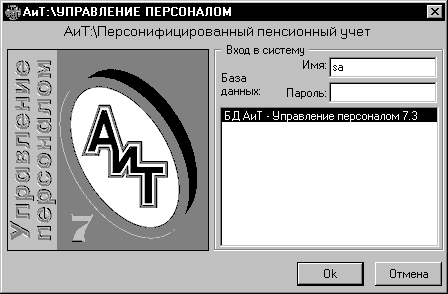 АиТ:\УПРАВЛЕНИЕ ПЕРСОНАЛОМ
АиТ:\Персонифицированный пенсионный учет
Управление
персоналом
АиТ
7
Вход в систему
Имя: sa
База
данных:
Пароль:
БД АиТ - Управление персоналом 7.3
Ok
Отмена